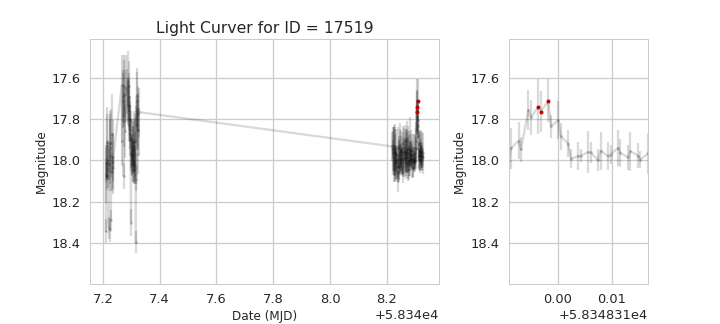 Light Curver for ID = 17519
Magnitude
17.6
17.8
18.0
18.2
18.4
7.2 7.4 7.6 7.8 8.0 8.2
Date (MJD)
+5.834e4
Magnitude
17.6
17.8
18.0
18.2
18.4
0.00 0.01
+5.834831e4